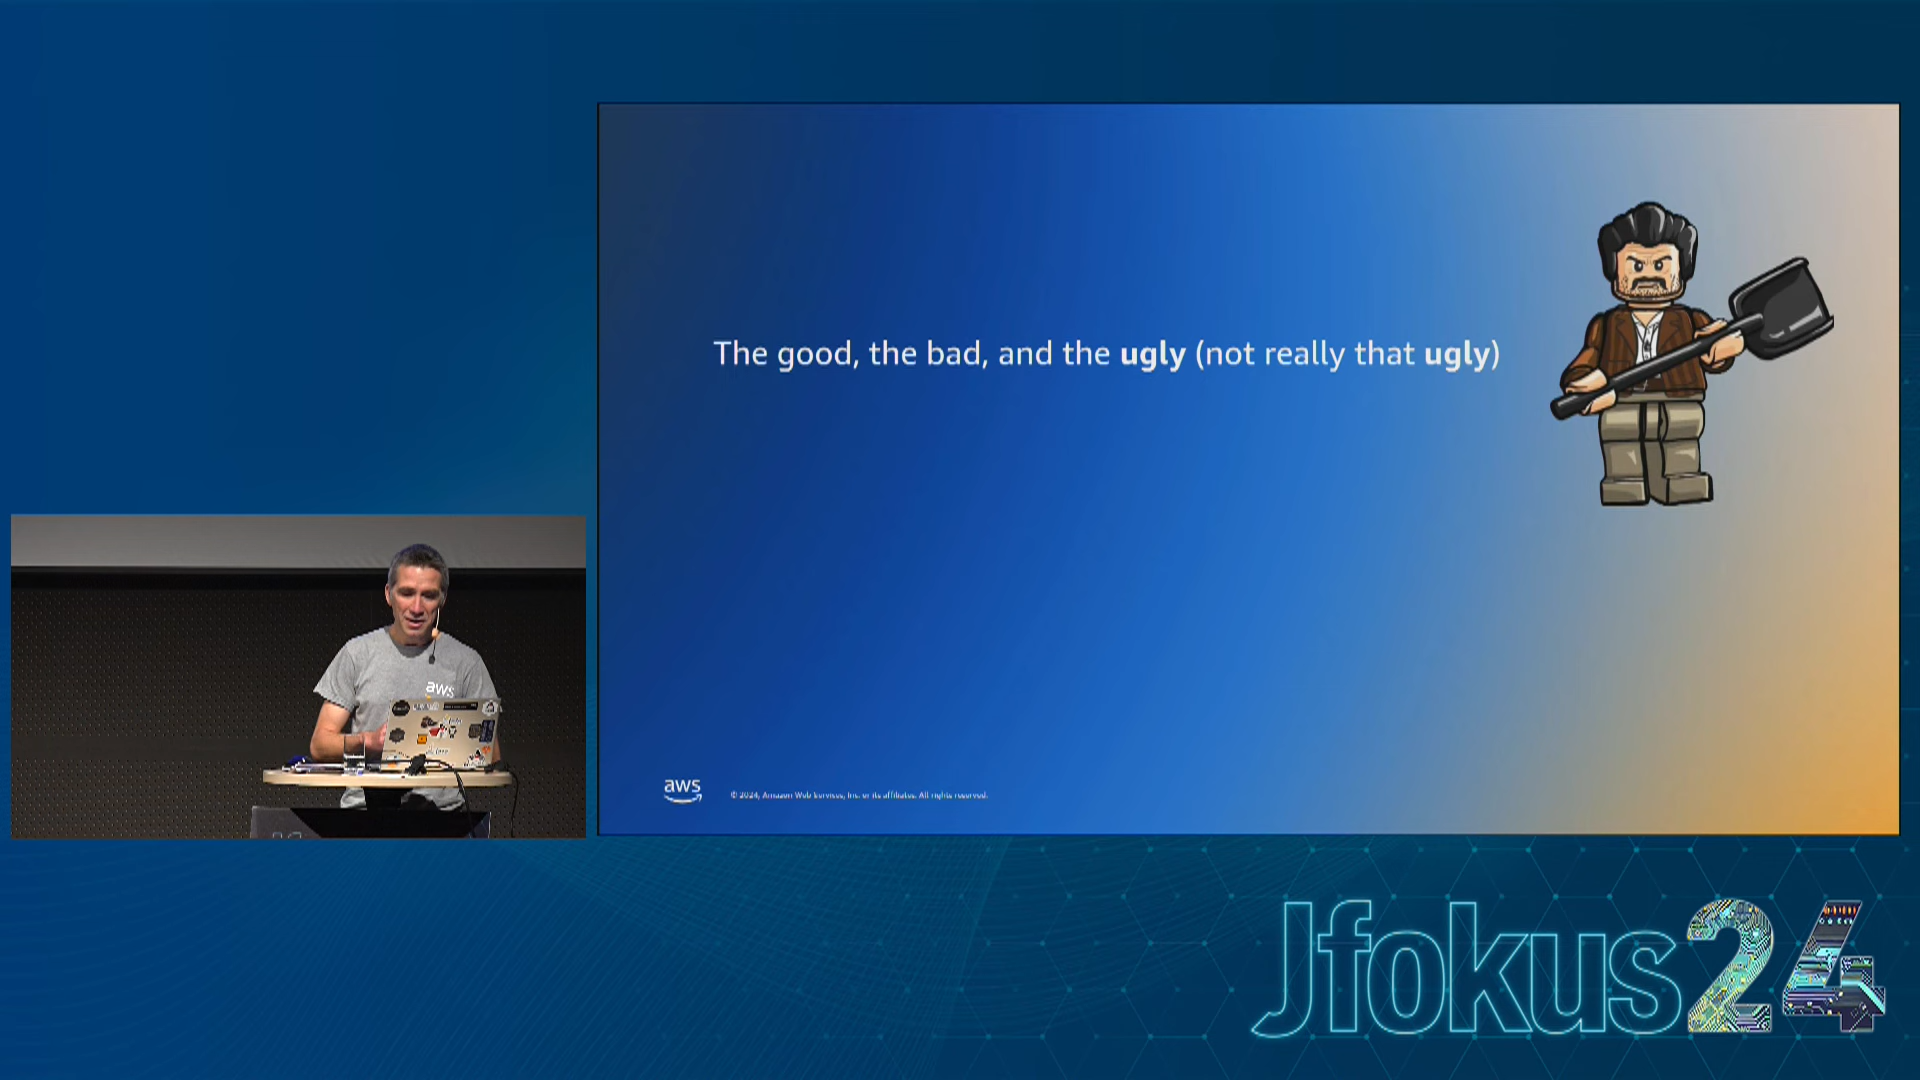 The good, the bad, and the ugly (not really that ugly)
aws
aws
© 2024, Amazon Web Services, Inc. or its affiliates. All rights reserved.
Jfokus24